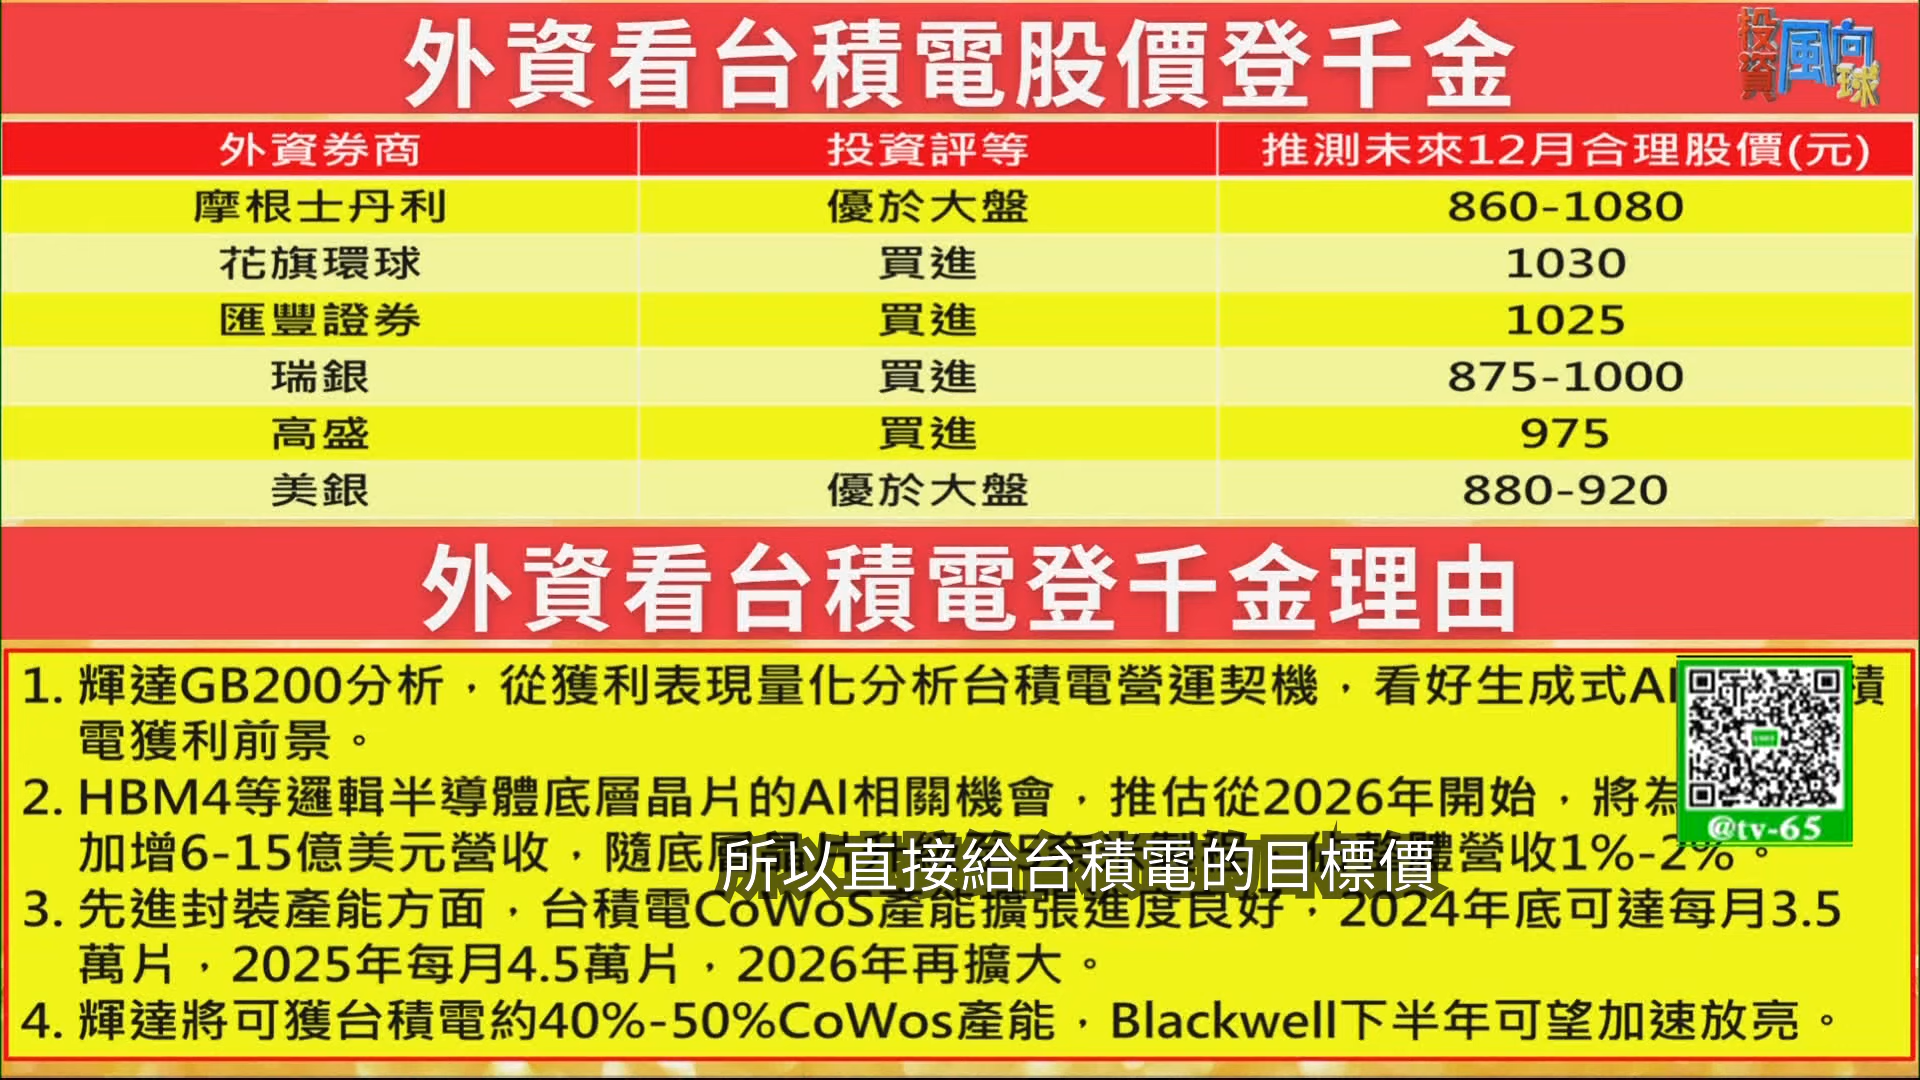 外資看台積電股價登千金
投資風向球
外資券商 投資評等 推測未來12月合理股價(元)
摩根士丹利 優於大盤 860-1080
花旗環球 買進 1030
匯豐證券 買進 1025
瑞銀 買進 875-1000
高盛 買進 975
美銀 優於大盤 880-920
外資看台積電登千金理由
1. 輝達GB200分析，從獲利表現量化分析台積電營運契機，看好生成式AI 積
電獲利前景。
2. HBM4等邏輯半導體底層晶片的AI相關機會，推估從2026年開始，將為
加增6-15億美元營收，隨底 體營收1%-2%。
@tv-65
所以直接給台積電的目標價
3. 先進封裝產能方面，台積電CoWoS產能擴張進度良好，2024年底可達每月3.5
萬片，2025年每月4.5萬片，2026年再擴大。
4. 輝達將可獲台積電約40%-50%CoWos產能，Blackwell下半年可望加速放亮。